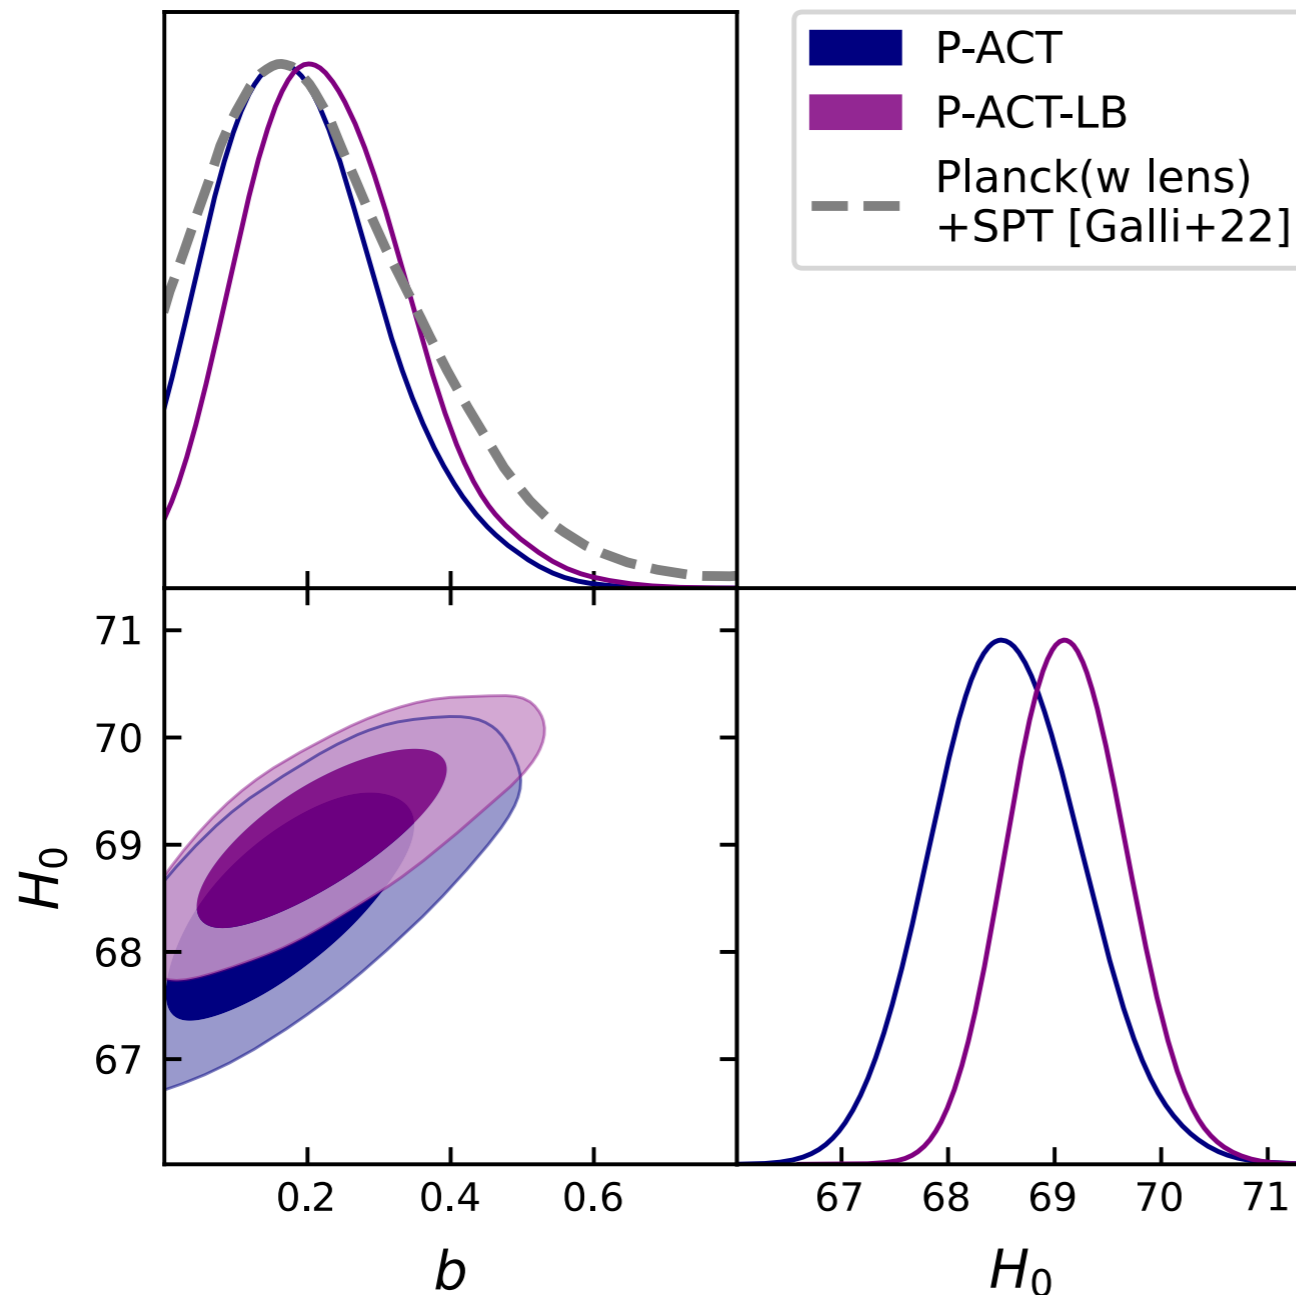 P-ACT
P-ACT-LB
Planck(w lens)
+SPT [Galli+22]
71
70
69
68
67
H0
0.2 0.4 0.6
b
67 68 69 70 71
H0